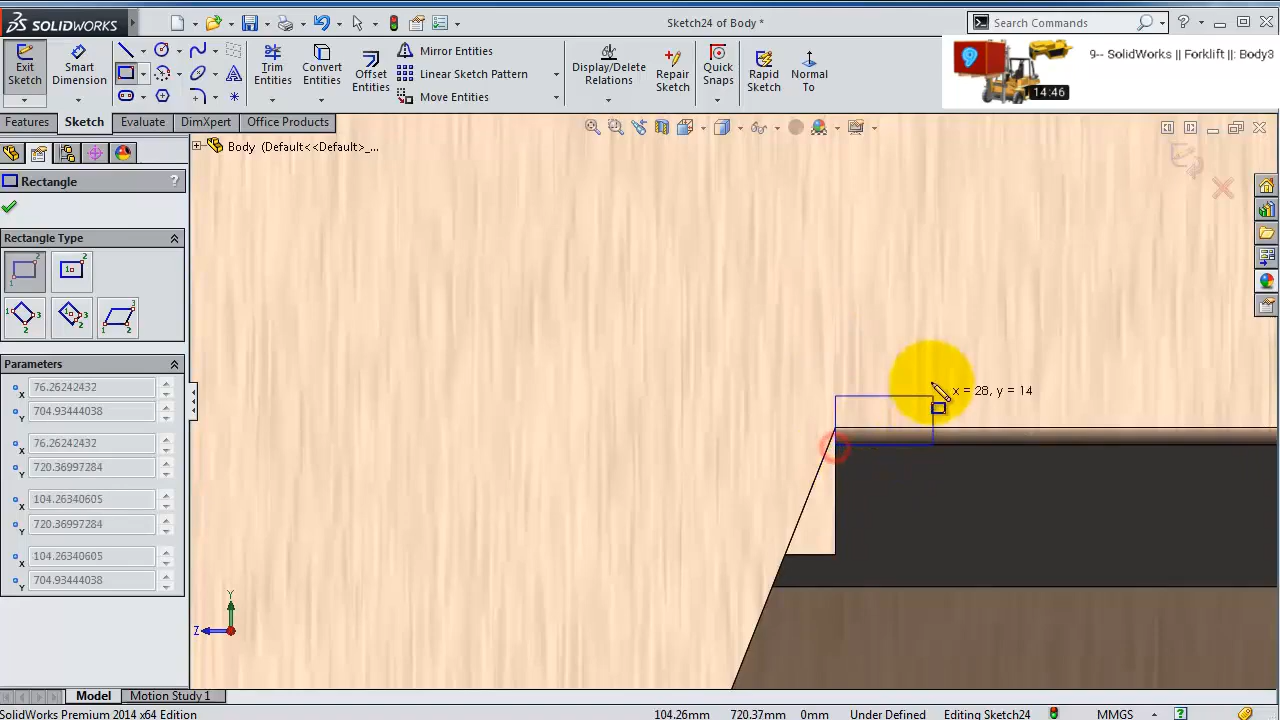 SOLIDWORKS
Sketch24 of Body *
Search Commands
Exit Sketch
Smart Dimension
Trim Entities
Convert Entities
Offset Entities
Mirror Entities
Linear Sketch Pattern
Move Entities
Display/Delete Relations
Repair Sketch
Quick Snaps
Rapid Sketch
Normal To
9-- SolidWorks || Forklift ||: Body3
9
14:46
Features
Sketch
Evaluate
DimXpert
Office Products
Body (Default<<Default>_...
Rectangle
?
Rectangle Type
Parameters
X 76.26242432
Y 704.93444038
X 76.26242432
Y 720.36997284
X 104.26340605
Y 720.36997284
X 104.26340605
Y 704.93444038
x = 28, y = 14
Y
Z
Model
Motion Study 1
SolidWorks Premium 2014 x64 Edition
104.26mm
720.37mm
0mm
Under Defined
Editing Sketch24
MMGS